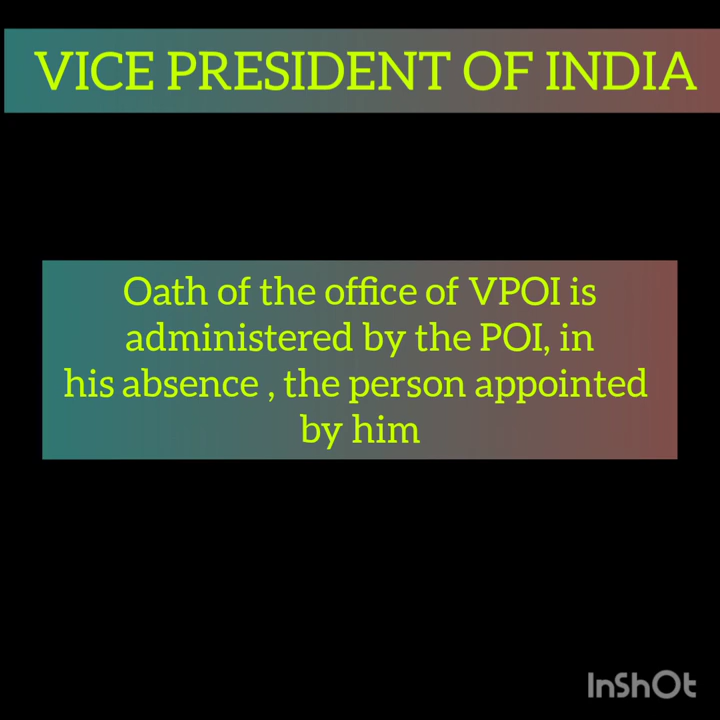 VICE PRESIDENT OF INDIA
Oath of the office of VPOI is
administered by the POI, in
his absence , the person appointed
by him
InShOt